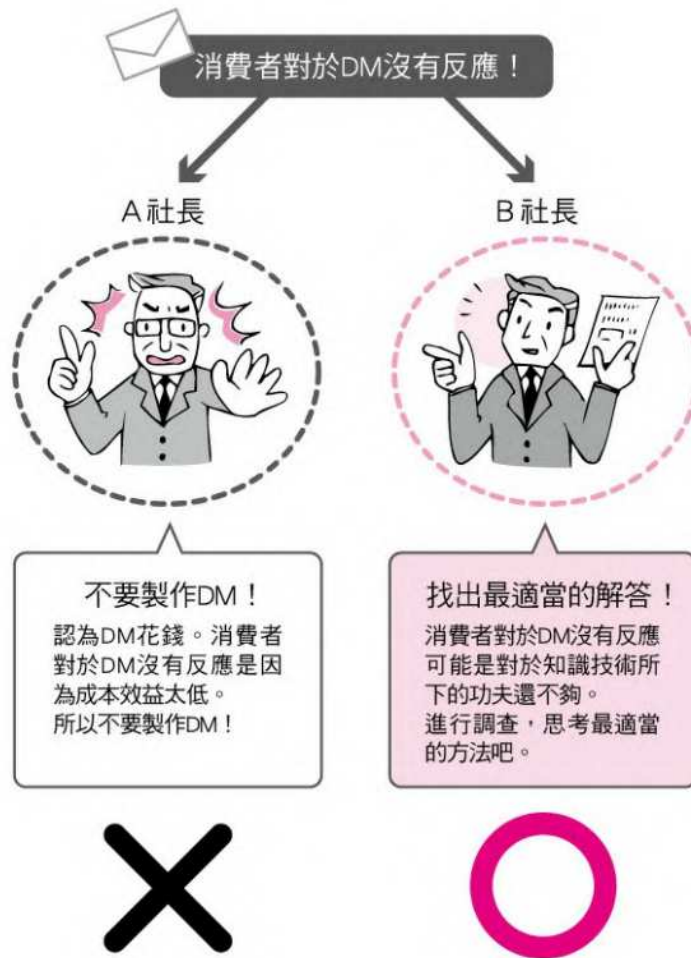 消費者對於DM沒有反應！
A社長
B社長
不要製作DM！
認為DM花錢。消費者
對於DM沒有反應是因
為成本效益太低。
所以不要製作DM！
找出最適當的解答！
消費者對於DM沒有反應
可能是對於知識技術所
下的功夫還不夠。
進行調查，思考最適當
的方法吧。